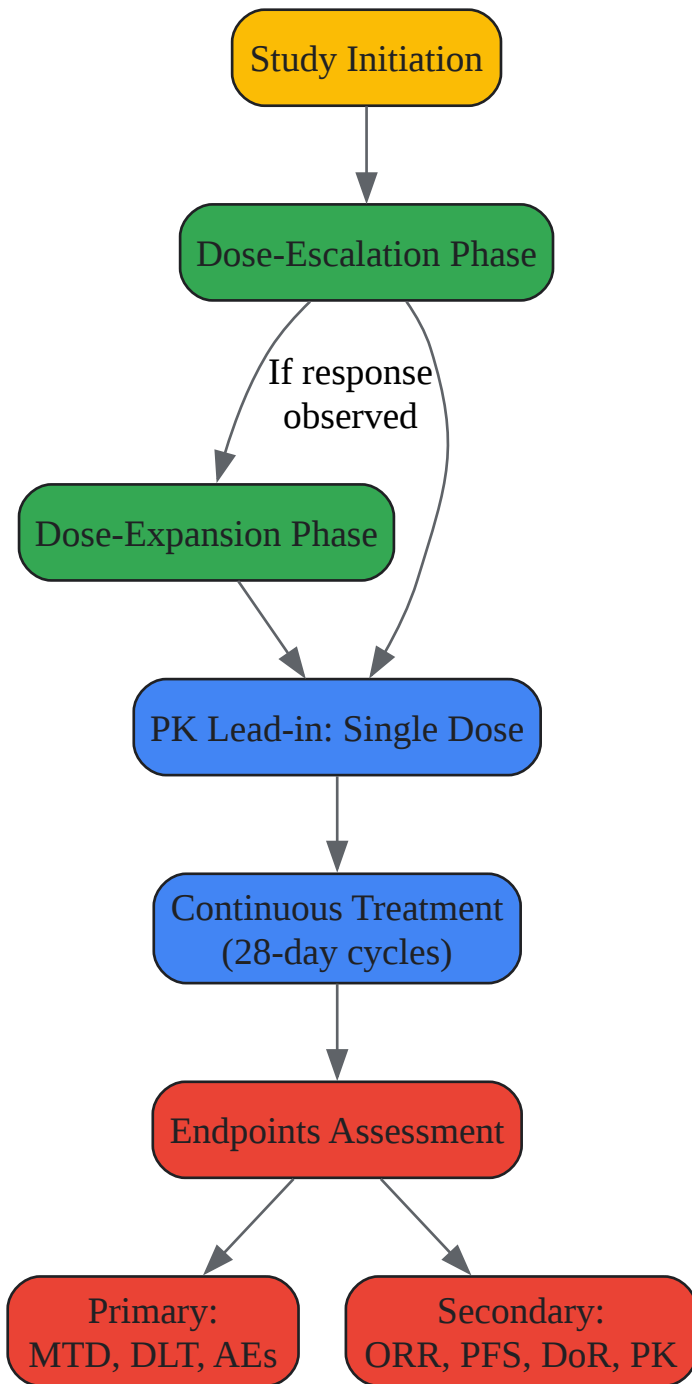 Study Initiation
Dose-Escalation Phase
If response
observed
Dose-Expansion Phase
PK Lead-in: Single Dose
Continuous Treatment
(28-day cycles)
Endpoints Assessment
Primary:
MTD, DLT, AEs
Secondary:
ORR, PFS, DoR, PK